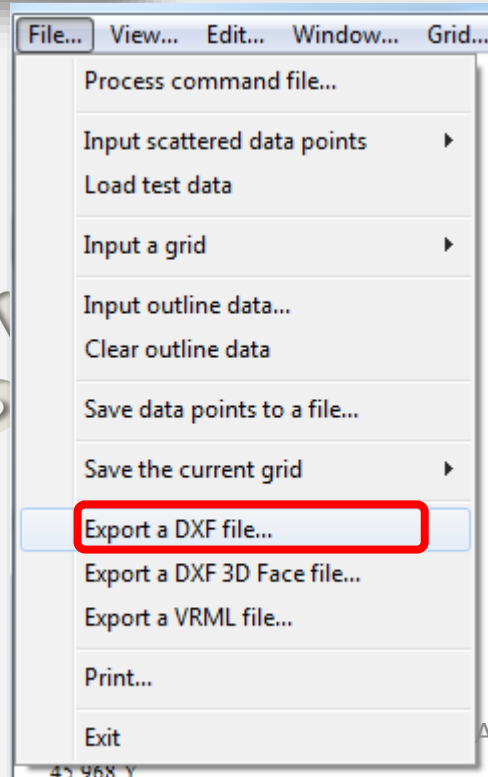 File... View... Edit... Window... Grid...
Process command file...
Input scattered data points
Load test data
Input a grid
Input outline data...
Clear outline data
Save data points to a file...
Save the current grid
Export a DXF file...
Export a DXF 3D Face file...
Export a VRML file...
Print...
Exit
45.968 Y